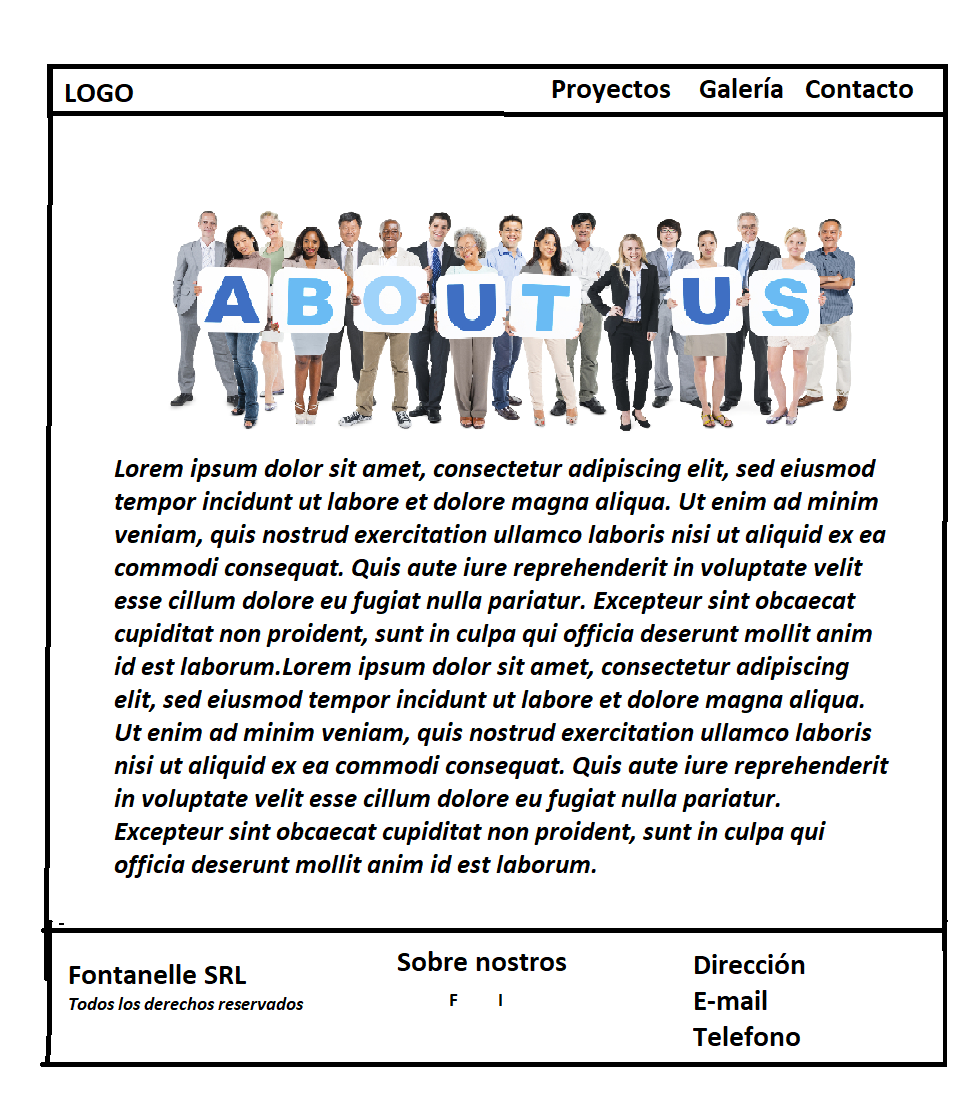 LOGO Proyectos Galería Contacto
ABOUT US
Lorem ipsum dolor sit amet, consectetur adipiscing elit, sed eiusmod
tempor incidunt ut labore et dolore magna aliqua. Ut enim ad minim
veniam, quis nostrud exercitation ullamco laboris nisi ut aliquid ex ea
commodi consequat. Quis aute iure reprehenderit in voluptate velit
esse cillum dolore eu fugiat nulla pariatur. Excepteur sint obcaecat
cupiditat non proident, sunt in culpa qui officia deserunt mollit anim
id est laborum.Lorem ipsum dolor sit amet, consectetur adipiscing
elit, sed eiusmod tempor incidunt ut labore et dolore magna aliqua.
Ut enim ad minim veniam, quis nostrud exercitation ullamco laboris
nisi ut aliquid ex ea commodi consequat. Quis aute iure reprehenderit
in voluptate velit esse cillum dolore eu fugiat nulla pariatur.
Excepteur sint obcaecat cupiditat non proident, sunt in culpa qui
officia deserunt mollit anim id est laborum.
Fontanelle SRL
Todos los derechos reservados
Sobre nostros
F I
Dirección
E-mail
Telefono